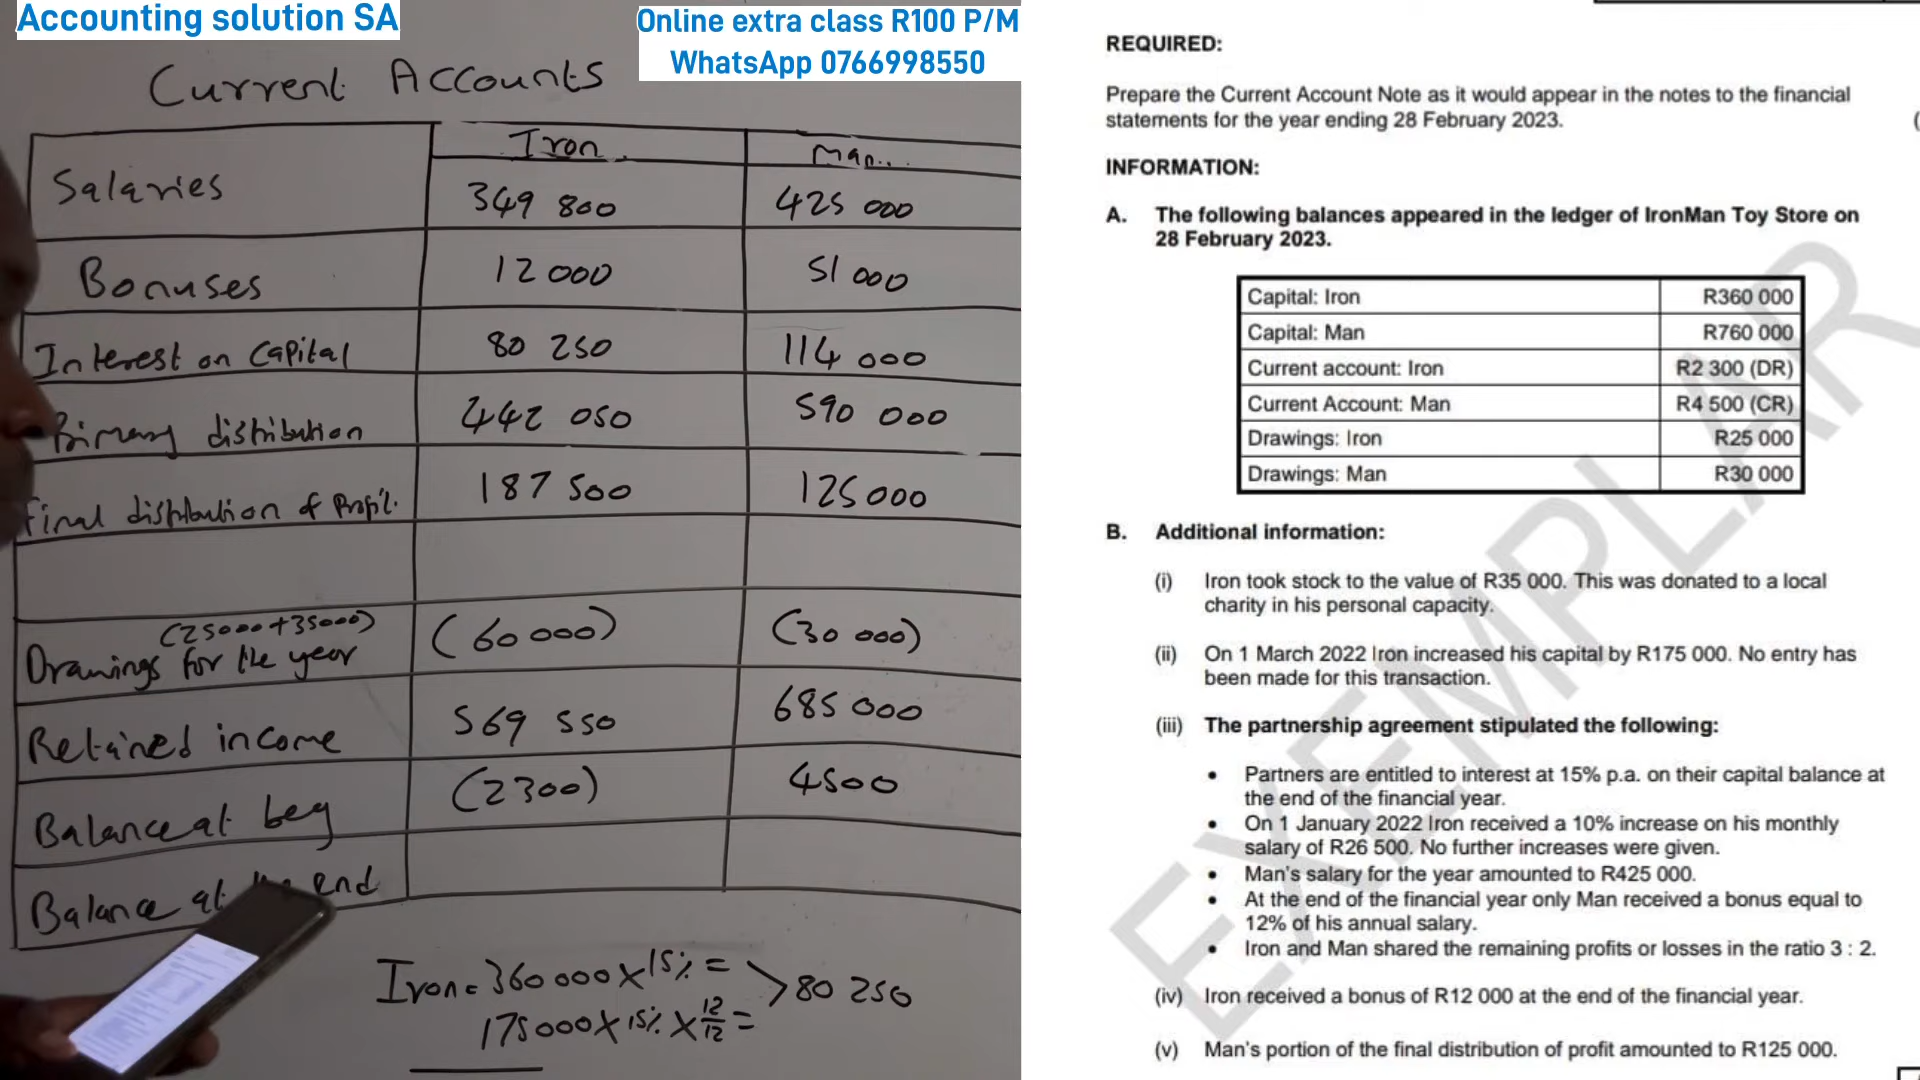 Accounting solution SA
Online extra class R100 P/M
WhatsApp 0766998550
Current Accounts
Iron
Man
Salaries 349 800 425 000
Bonuses 12 000 51 000
Interest on Capital 80 250 114 000
Primary distribution 442 050 590 000
Final distribution of Profit. 187 500 125 000
(25000+35000)
Drawings for the year (60 000) (30 000)
Retained income 569 550 685 000
Balance at beg (2300) 4500
Balance at the end
Iron = 360 000 X 15% =
> 80 250
175000 X 15% X 12/12 =
REQUIRED:
Prepare the Current Account Note as it would appear in the notes to the financial
statements for the year ending 28 February 2023.
INFORMATION:
A. The following balances appeared in the ledger of IronMan Toy Store on
28 February 2023.
Capital: Iron R360 000
Capital: Man R760 000
Current account: Iron R2 300 (DR)
Current Account: Man R4 500 (CR)
Drawings: Iron R25 000
Drawings: Man R30 000
B. Additional information:
(i) Iron took stock to the value of R35 000. This was donated to a local
charity in his personal capacity.
(ii) On 1 March 2022 Iron increased his capital by R175 000. No entry has
been made for this transaction.
(iii) The partnership agreement stipulated the following:
• Partners are entitled to interest at 15% p.a. on their capital balance at
the end of the financial year.
• On 1 January 2022 Iron received a 10% increase on his monthly
salary of R26 500. No further increases were given.
• Man's salary for the year amounted to R425 000.
• At the end of the financial year only Man received a bonus equal to
12% of his annual salary.
• Iron and Man shared the remaining profits or losses in the ratio 3 : 2.
(iv) Iron received a bonus of R12 000 at the end of the financial year.
(v) Man's portion of the final distribution of profit amounted to R125 000.
EXEMPLAR